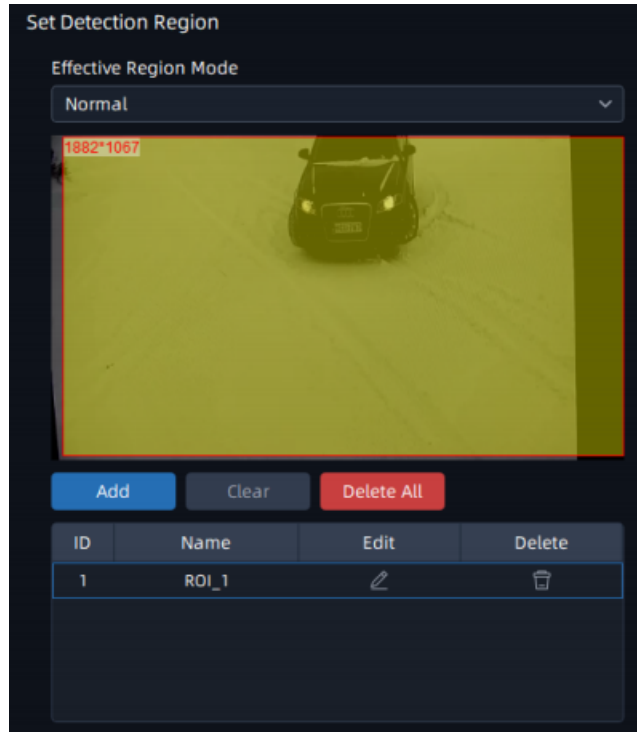 Set Detection Region
Effective Region Mode
Normal
1882*1067
Add Clear Delete All
ID Name Edit Delete
1 ROI_1